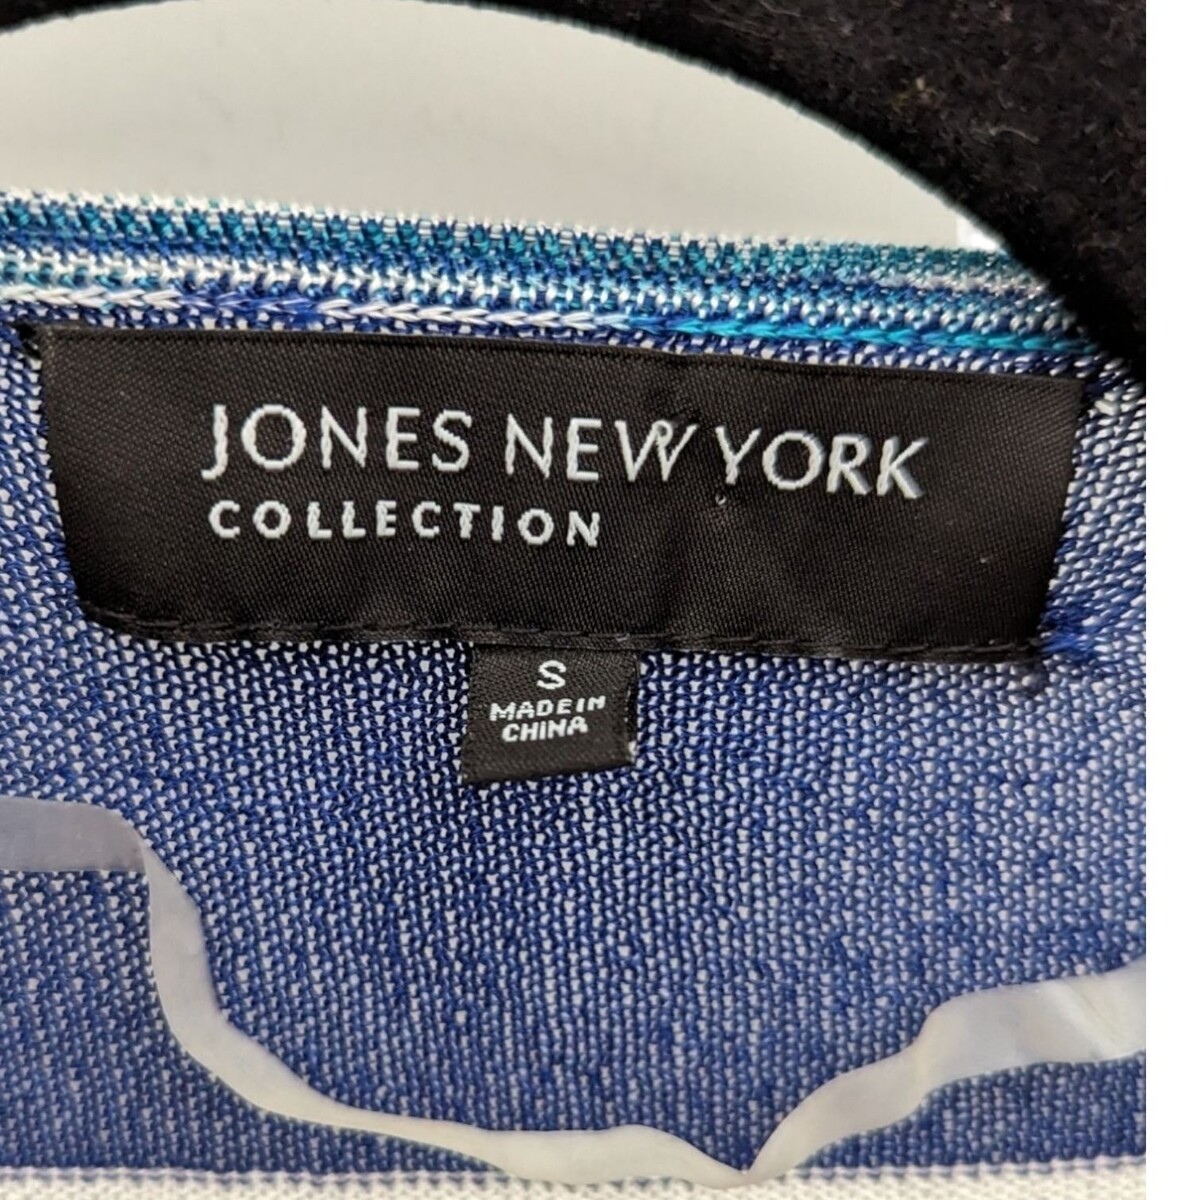 JONES NEW YORK
COLLECTION
S
MADE IN
CHINA